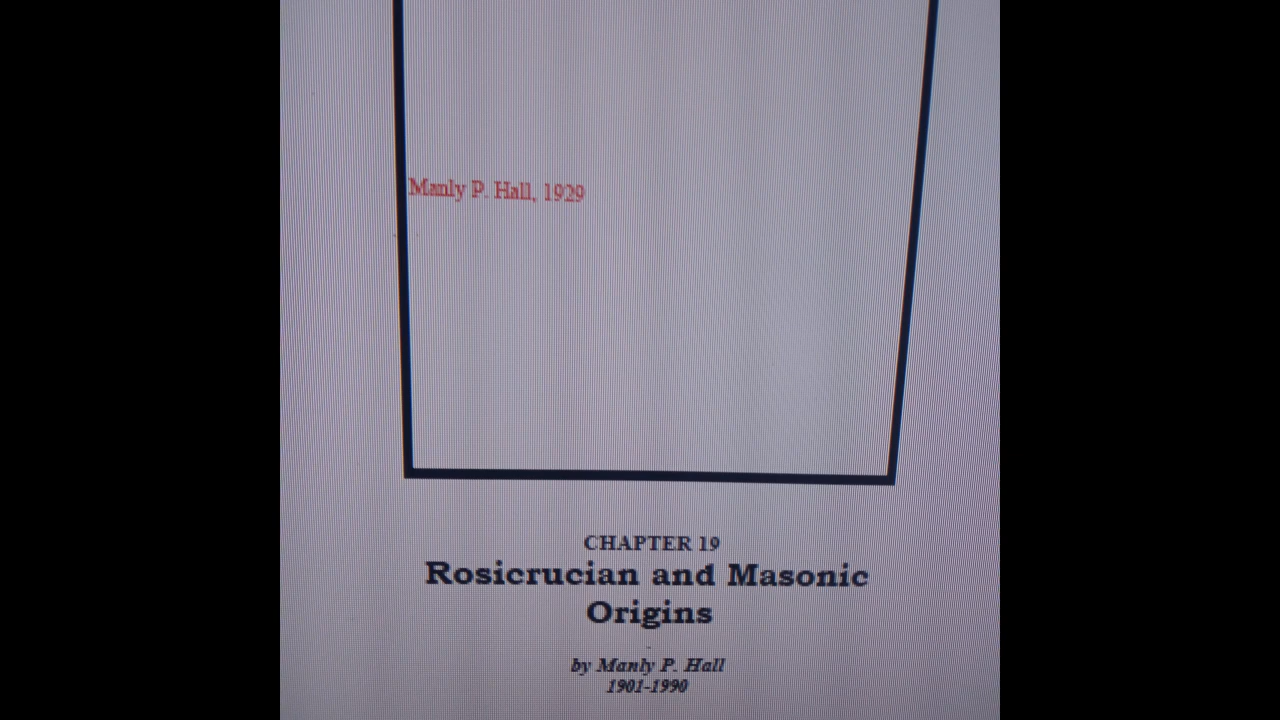 Manly P. Hall, 1929
CHAPTER 19
Rosicrucian and Masonic
Origins
by Manly P. Hall
1901-1990